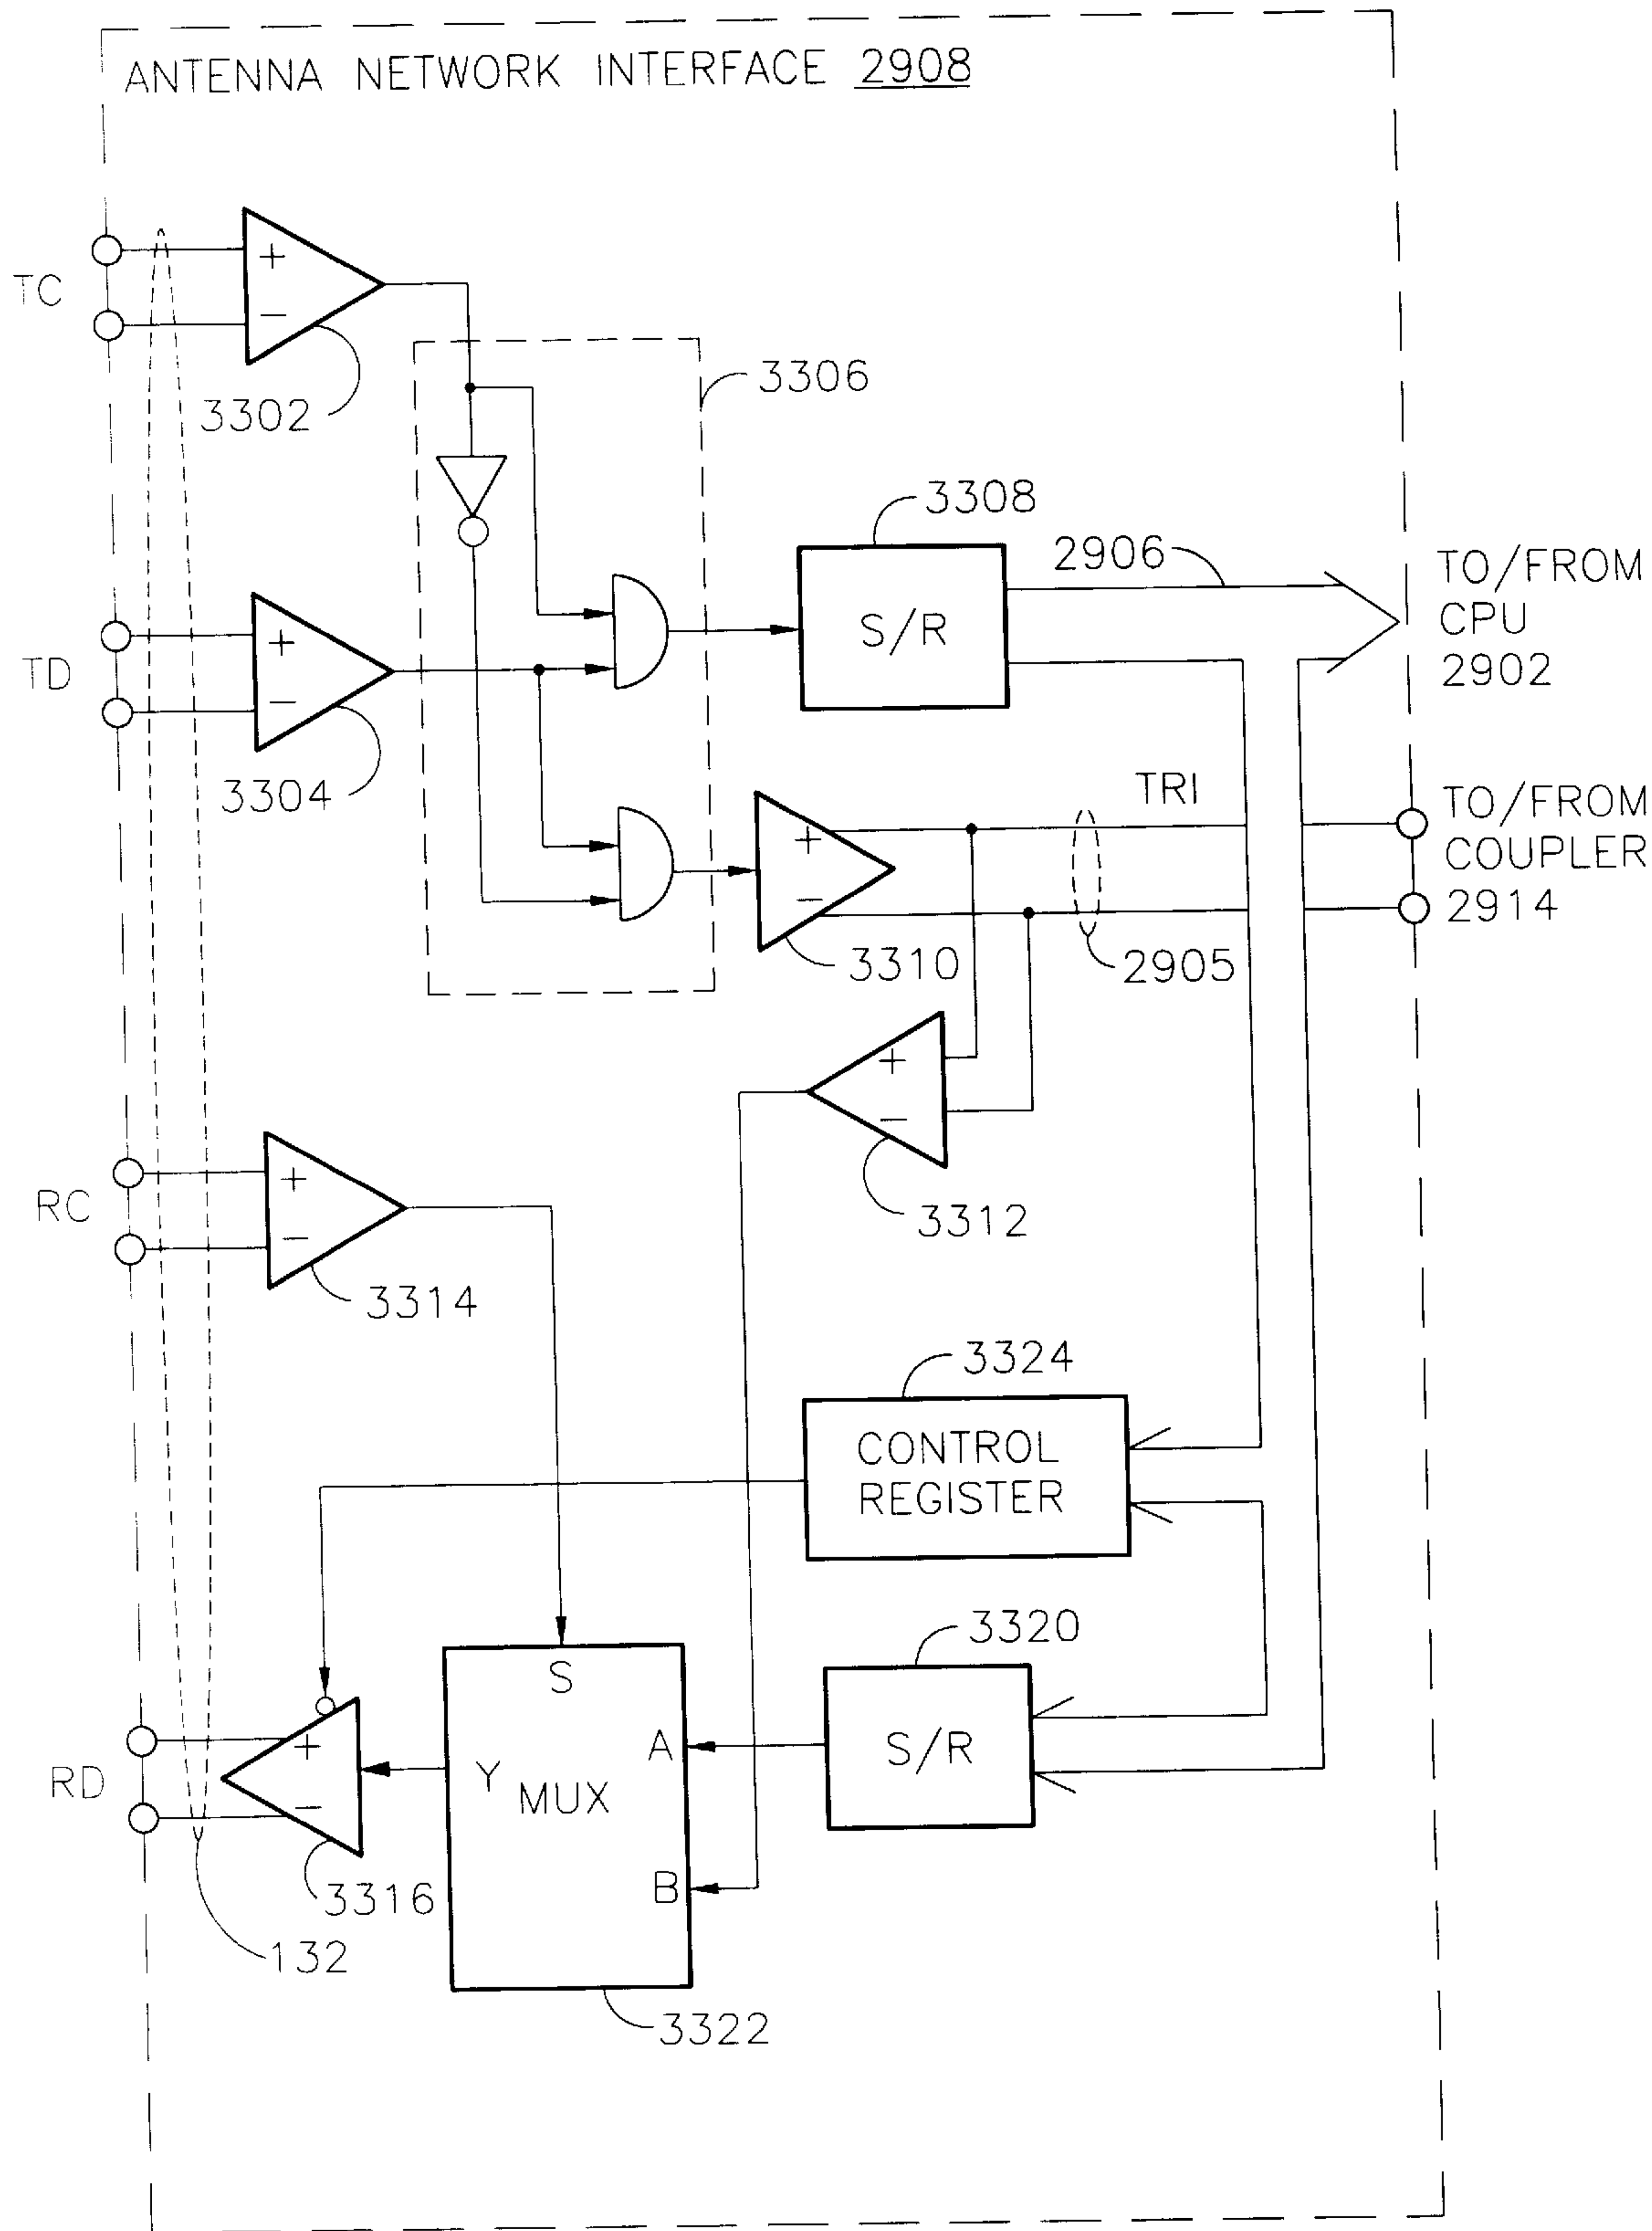 ANTENNA NETWORK INTERFACE 2908
TC
+
−
3302
3306
3308
2906
S/R
TO/FROM
CPU
2902
TD
+
−
3304
TRI
TO/FROM
COUPLER
2914
+
−
3310
2905
+
−
3312
RC
+
−
3314
3324
CONTROL
REGISTER
3320
S
A
S/R
RD
+
−
Y
MUX
B
3316
132
3322